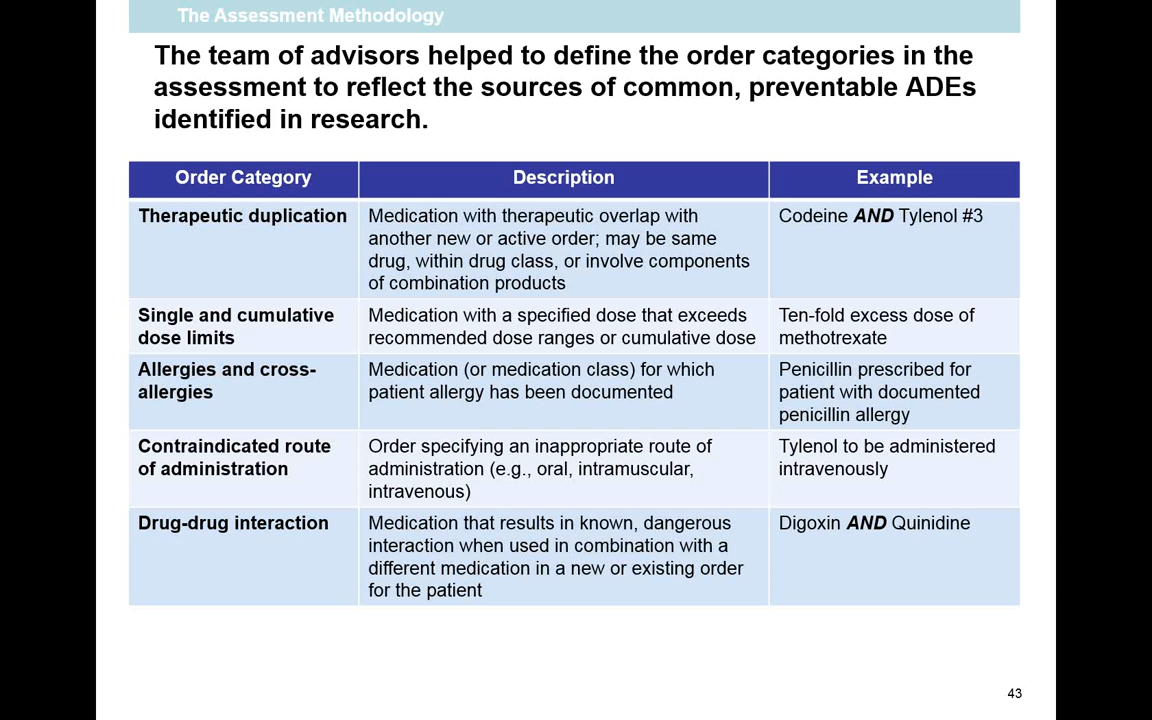 The Assessment Methodology
The team of advisors helped to define the order categories in the
assessment to reflect the sources of common, preventable ADEs
identified in research.
Order Category
Description
Example
Therapeutic duplication
Medication with therapeutic overlap with
another new or active order; may be same
drug, within drug class, or involve components
of combination products
Codeine AND Tylenol #3
Single and cumulative
dose limits
Medication with a specified dose that exceeds
recommended dose ranges or cumulative dose
Ten-fold excess dose of
methotrexate
Allergies and cross-
allergies
Medication (or medication class) for which
patient allergy has been documented
Penicillin prescribed for
patient with documented
penicillin allergy
Contraindicated route
of administration
Order specifying an inappropriate route of
administration (e.g., oral, intramuscular,
intravenous)
Tylenol to be administered
intravenously
Drug-drug interaction
Medication that results in known, dangerous
interaction when used in combination with a
different medication in a new or existing order
for the patient
Digoxin AND Quinidine
43